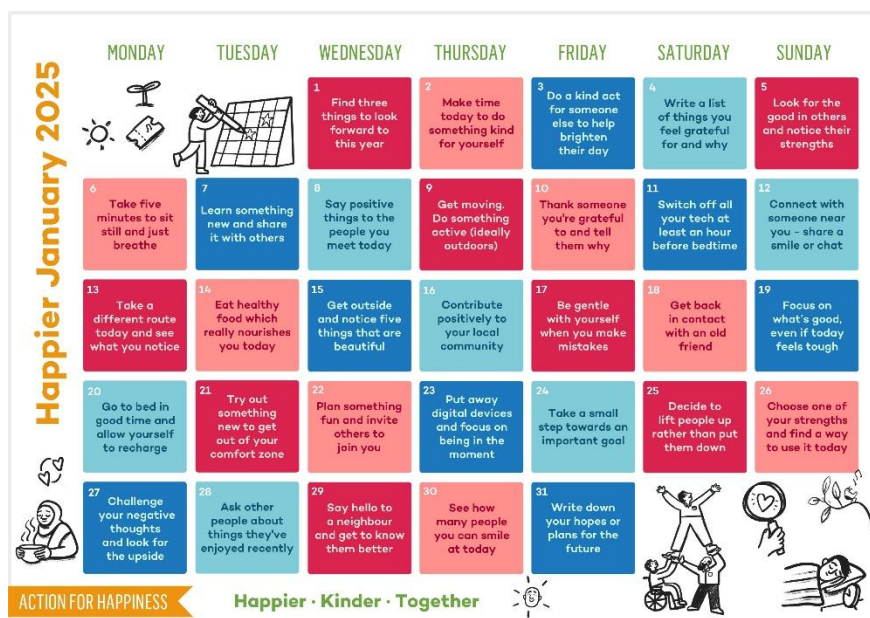 Happier January 2025
MONDAY TUESDAY WEDNESDAY THURSDAY FRIDAY SATURDAY SUNDAY
1
Find three
things to look
forward to
this year
2
Make time
today to do
something kind
for yourself
3
Do a kind act
for someone
else to help
brighten
their day
4
Write a list
of things you
feel grateful
for and why
5
Look for the
good in others
and notice their
strengths
6
Take five
minutes to sit
still and just
breathe
7
Learn something
new and share
it with others
8
Say positive
things to the
people you
meet today
9
Get moving.
Do something
active (ideally
outdoors)
10
Thank someone
you're grateful
to and tell
them why
11
Switch off all
your tech at
least an hour
before bedtime
12
Connect with
someone near
you – share a
smile or chat
13
Take a
different route
today and see
what you notice
14
Eat healthy
food which
really nourishes
you today
15
Get outside
and notice five
things that are
beautiful
16
Contribute
positively to
your local
community
17
Be gentle
with yourself
when you make
mistakes
18
Get back
in contact
with an old
friend
19
Focus on
what's good,
even if today
feels tough
20
Go to bed in
good time and
allow yourself
to recharge
21
Try out
something
new to get
out of your
comfort zone
22
Plan something
fun and invite
others to
join you
23
Put away
digital devices
and focus on
being in the
moment
24
Take a small
step towards an
important goal
25
Decide to
lift people up
rather than put
them down
26
Choose one of
your strengths
and find a way
to use it today
27
Challenge
your negative
thoughts
and look for
the upside
28
Ask other
people about
things they've
enjoyed recently
29
Say hello to
a neighbour
and get to know
them better
30
See how
many people
you can smile
at today
31
Write down
your hopes or
plans for the
future
ACTION FOR HAPPINESS
Happier · Kinder · Together